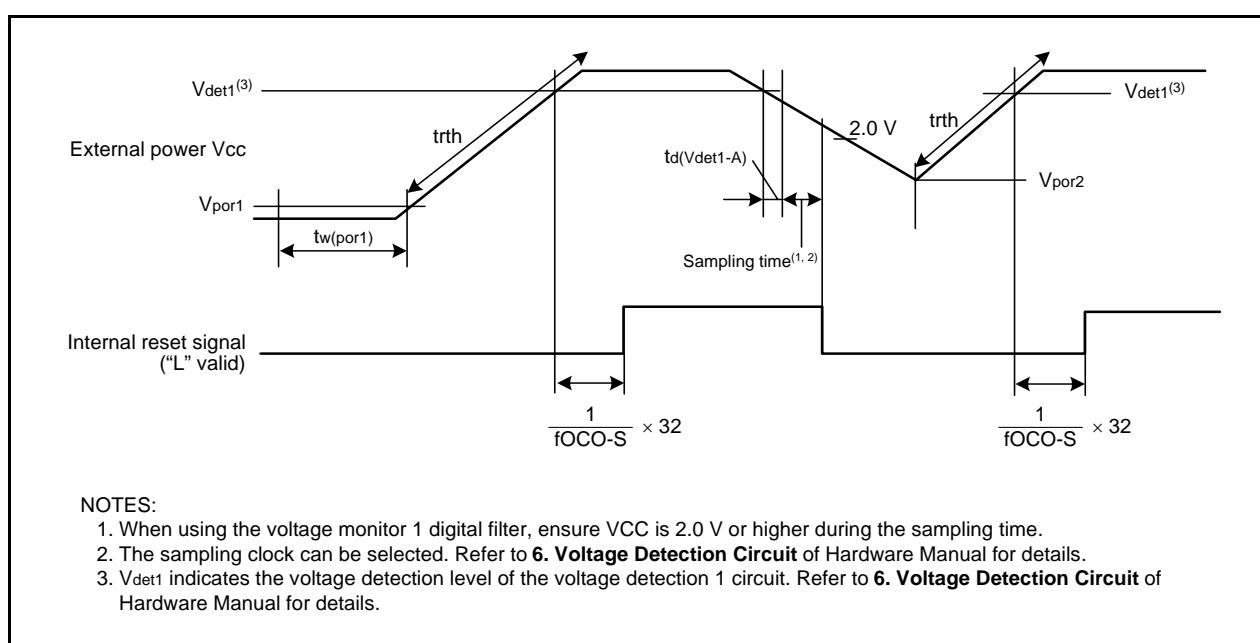 Vdet1(3)
trth
External power Vcc
Vpor1
tw(por1)
td(Vdet1-A)
Sampling time(1, 2)
2.0 V
trth
Vdet1(3)
Vpor2
Internal reset signal
(“L” valid)
1
fOCO-S
× 32
1
fOCO-S
× 32
NOTES:
1. When using the voltage monitor 1 digital filter, ensure VCC is 2.0 V or higher during the sampling time.
2. The sampling clock can be selected. Refer to 6. Voltage Detection Circuit of Hardware Manual for details.
3. Vdet1 indicates the voltage detection level of the voltage detection 1 circuit. Refer to 6. Voltage Detection Circuit of
Hardware Manual for details.